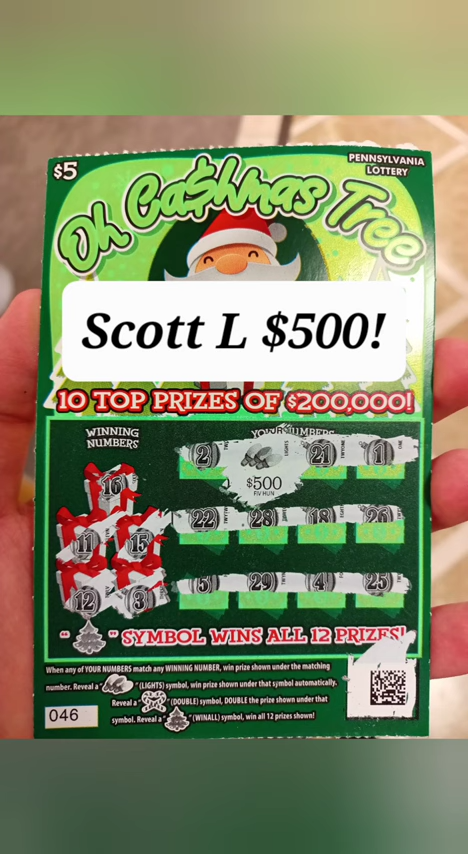 $5
PENNSYLVANIA
LOTTERY
Oh Ca$hmas Tree
Scott L $500!
10 TOP PRIZES OF $200,000!
WINNING
NUMBERS
YOUR NUMBERS
2 LIGHTS 21 1
$500
FIV HUN
16
22 28 18 26
11 15
5 29 4 25
12 3
" " SYMBOL WINS ALL 12 PRIZES!
When any of YOUR NUMBERS match any WINNING NUMBER, win prize shown under the matching
number. Reveal a " " (LIGHTS) symbol, win prize shown under that symbol automatically.
Reveal a " " (DOUBLE) symbol, DOUBLE the prize shown under that
symbol. Reveal a " " (WINALL) symbol, win all 12 prizes shown!
046